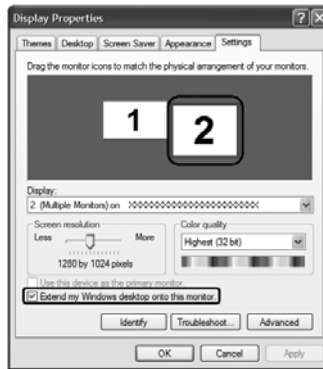 Display Properties
Themes Desktop Screen Saver Appearance Settings
Drag the monitor icons to match the physical arrangement of your monitors.
1 2
Display:
2. (Multiple Monitors) on XXXXXXXXXXXXXXXXXXXXXX
Screen resolution
Less More
1280 by 1024 pixels
Color quality
Highest (32 bit)
Use this device as the primary monitor.
Extend my Windows desktop onto this monitor.
Identify Troubleshoot... Advanced
OK Cancel Apply